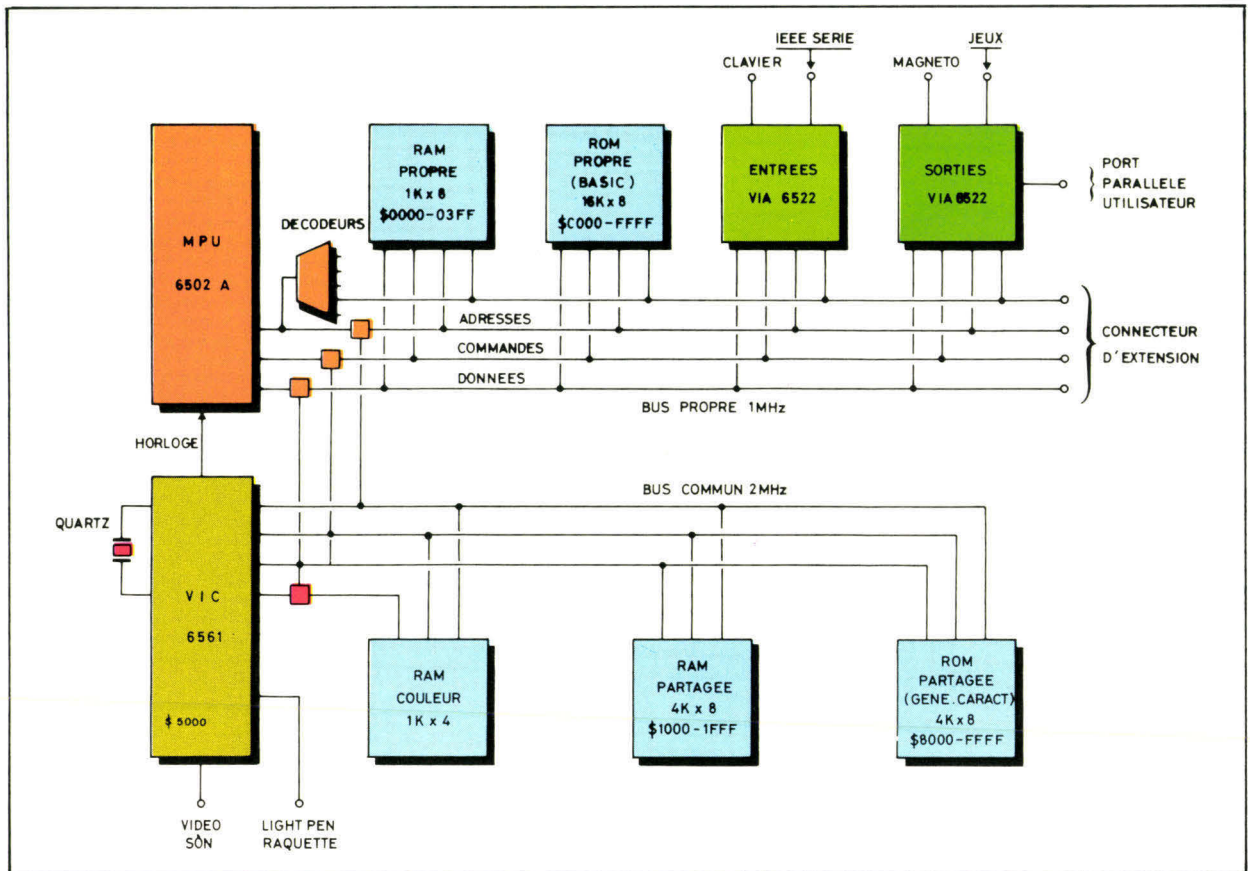 IEEE SERIE
JEUX
CLAVIER
MAGNETO
MPU
6502 A
DECODEURS
RAM
PROPRE
1K x 8
$0000-03FF
ROM
PROPRE
(BASIC)
16K x 8
$C000-FFFF
ENTREES
VIA 6522
SORTIES
VIA 6522
PORT
PARALLELE
UTILISATEUR
ADRESSES
COMMANDES
DONNEES
BUS PROPRE 1MHz
CONNECTEUR
D'EXTENSION
HORLOGE
QUARTZ
VIC
6561
$5000
BUS COMMUN 2MHz
RAM
COULEUR
1K x 4
RAM
PARTAGEE
4K x 8
$1000-1FFF
ROM
PARTAGEE
(GENE.CARACT)
4K x 8
$8000-FFFF
VIDEO
SON
LIGHT PEN
RAQUETTE